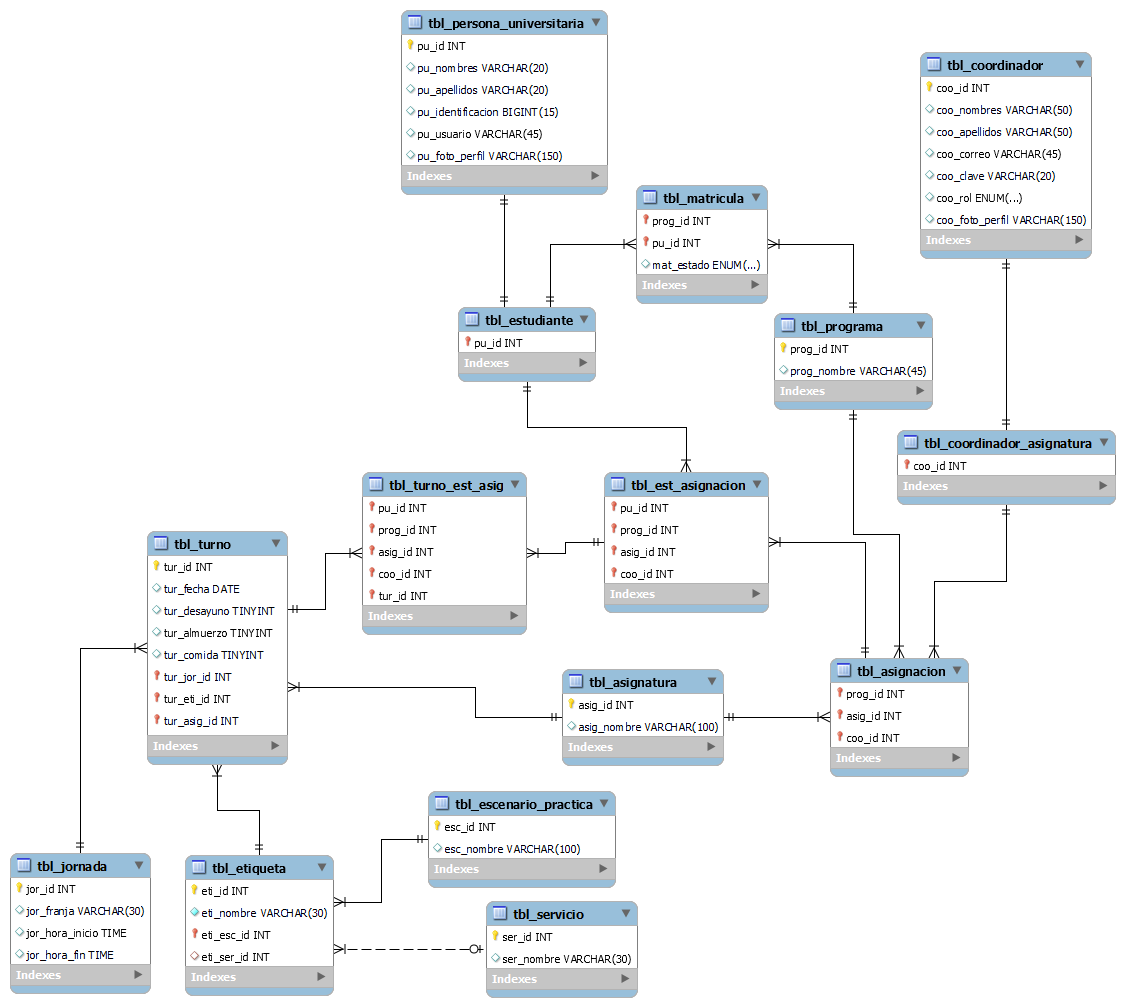 tbl_persona_universitaria
pu_id INT
pu_nombres VARCHAR(20)
pu_apellidos VARCHAR(20)
pu_identificacion BIGINT(15)
pu_usuario VARCHAR(45)
pu_foto_perfil VARCHAR(150)
Indexes
tbl_coordinador
coo_id INT
coo_nombres VARCHAR(50)
coo_apellidos VARCHAR(50)
coo_correo VARCHAR(45)
coo_clave VARCHAR(20)
coo_rol ENUM(...)
coo_foto_perfil VARCHAR(150)
Indexes
tbl_matricula
prog_id INT
pu_id INT
mat_estado ENUM(...)
Indexes
tbl_estudiante
pu_id INT
Indexes
tbl_programa
prog_id INT
prog_nombre VARCHAR(45)
Indexes
tbl_coordinador_asignatura
coo_id INT
Indexes
tbl_turno_est_asig
pu_id INT
prog_id INT
asig_id INT
coo_id INT
tur_id INT
Indexes
tbl_est_asignacion
pu_id INT
prog_id INT
asig_id INT
coo_id INT
Indexes
tbl_turno
tur_id INT
tur_fecha DATE
tur_desayuno TINYINT
tur_almuerzo TINYINT
tur_comida TINYINT
tur_jor_id INT
tur_eti_id INT
tur_asig_id INT
Indexes
tbl_asignatura
asig_id INT
asig_nombre VARCHAR(100)
Indexes
tbl_asignacion
prog_id INT
asig_id INT
coo_id INT
Indexes
tbl_escenario_practica
esc_id INT
esc_nombre VARCHAR(100)
Indexes
tbl_jornada
jor_id INT
jor_franja VARCHAR(30)
jor_hora_inicio TIME
jor_hora_fin TIME
Indexes
tbl_etiqueta
eti_id INT
eti_nombre VARCHAR(30)
eti_esc_id INT
eti_ser_id INT
Indexes
tbl_servicio
ser_id INT
ser_nombre VARCHAR(30)
Indexes